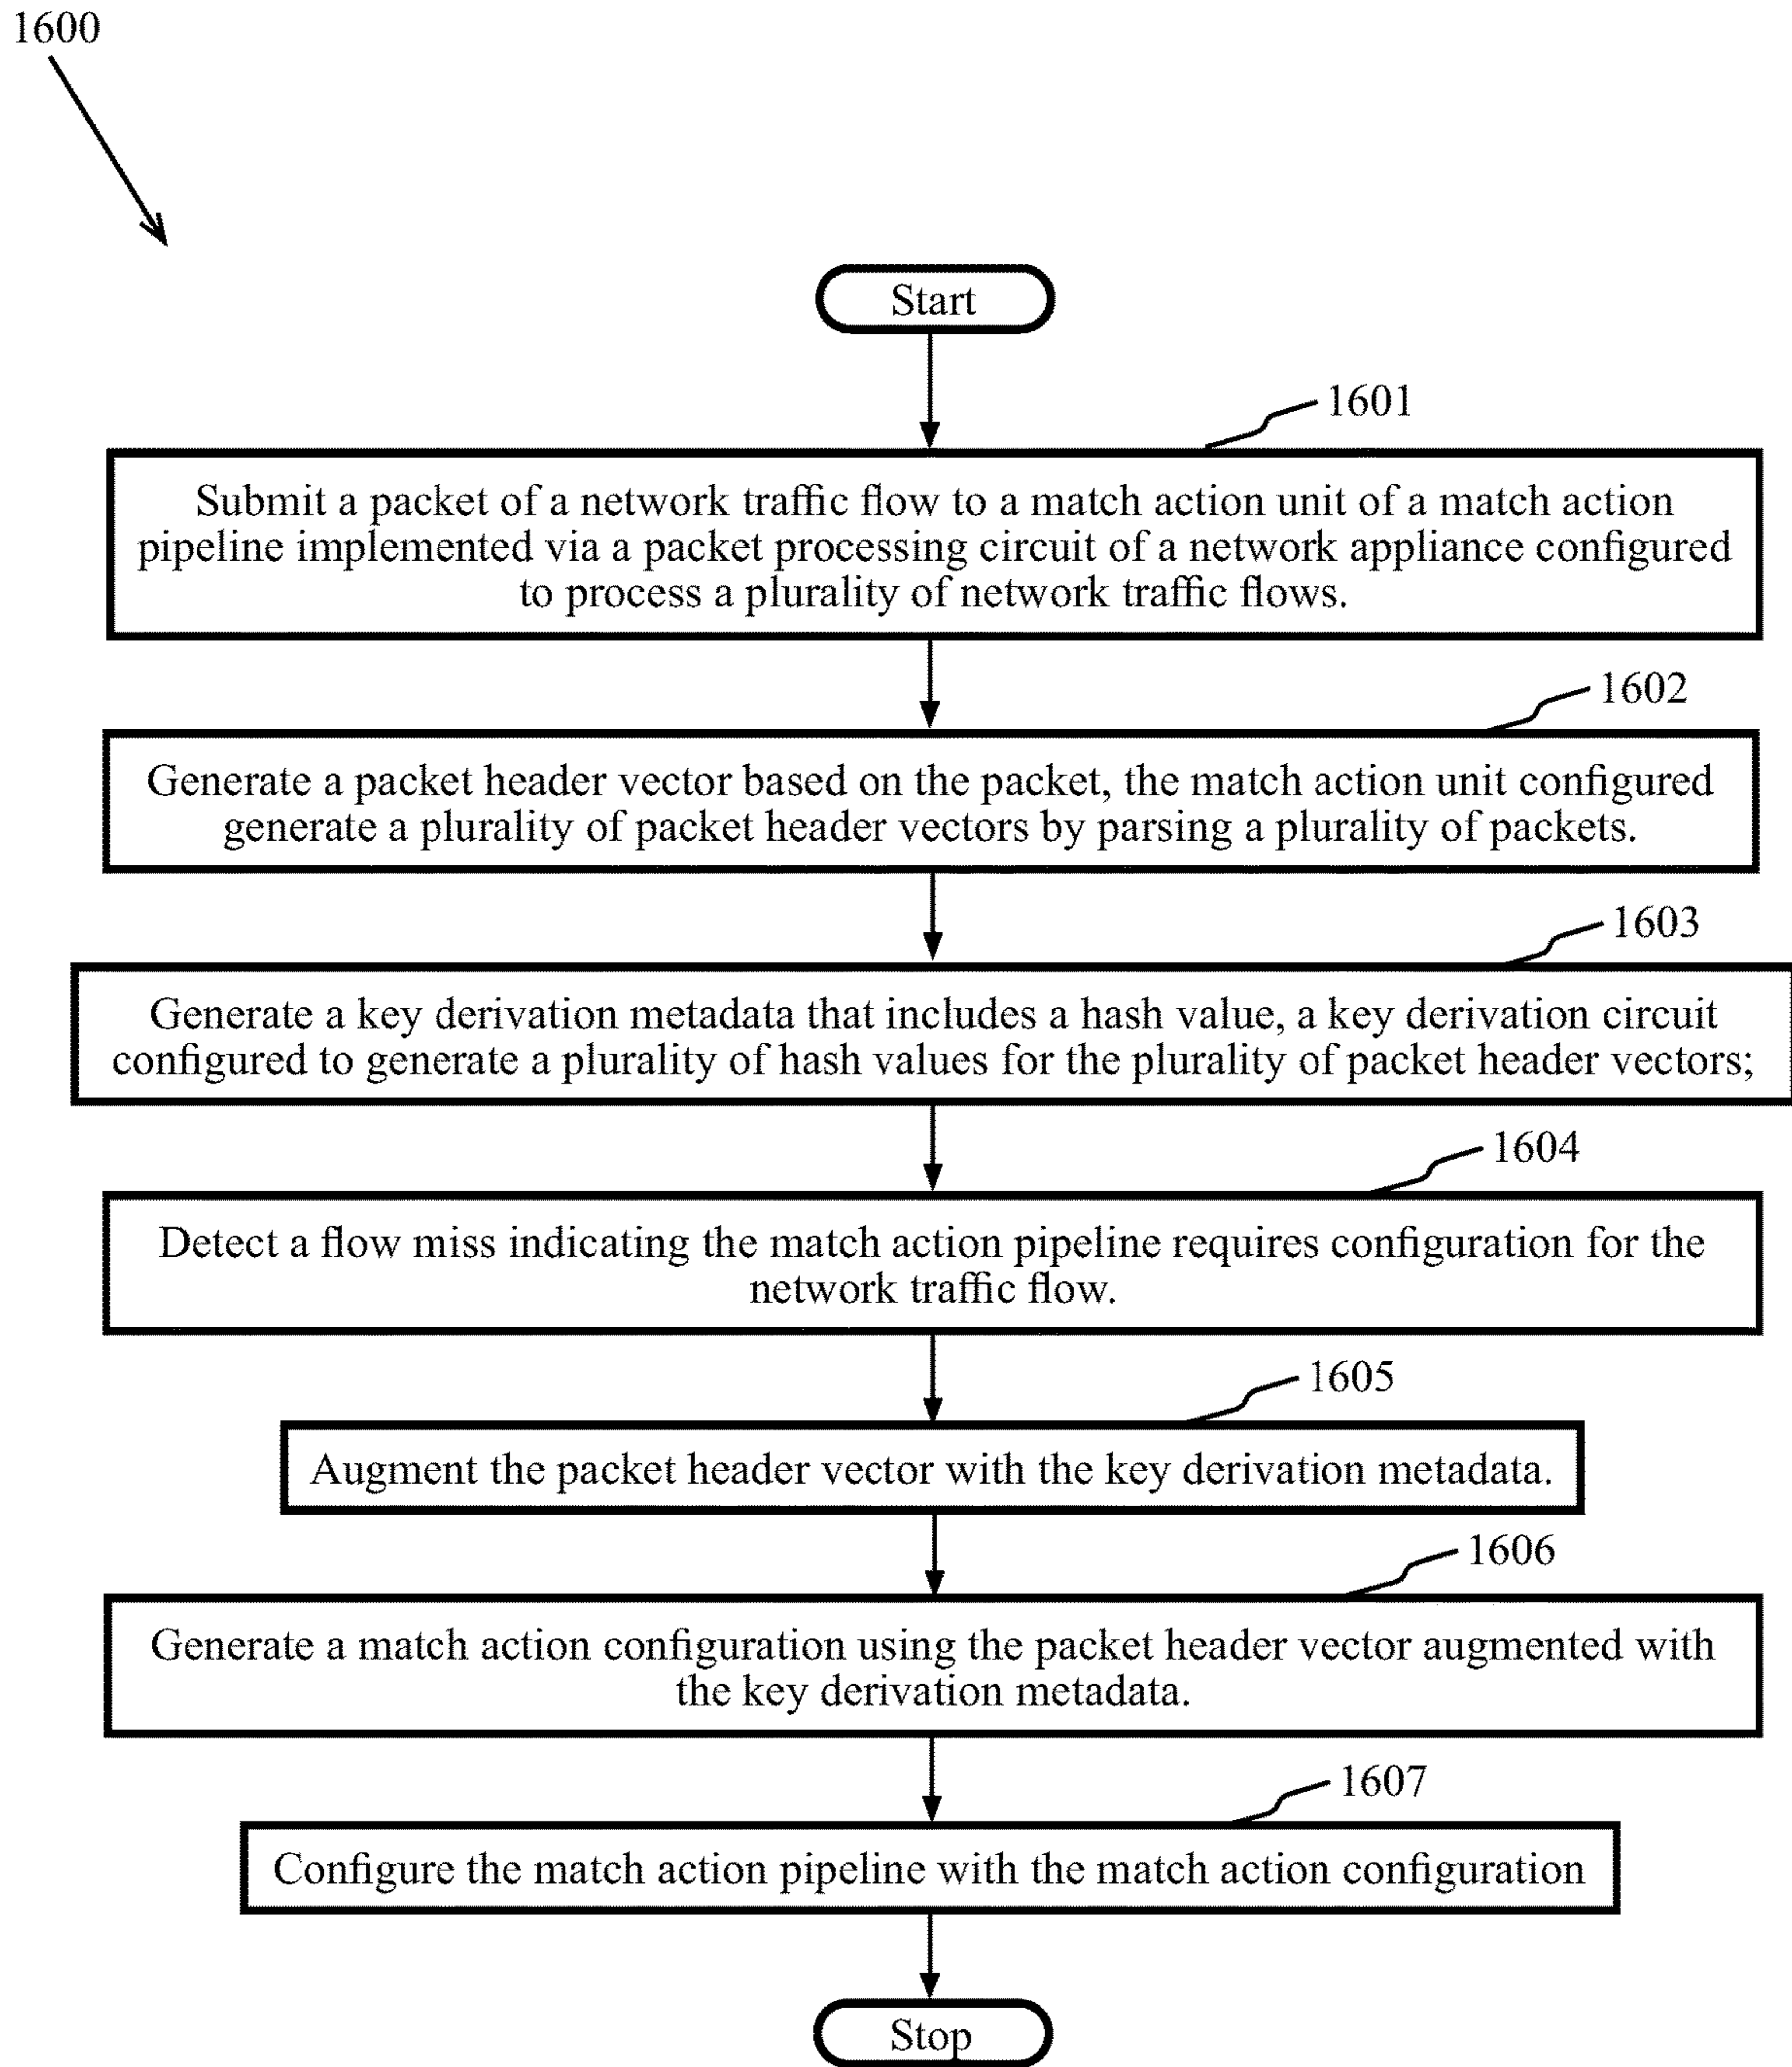 1600
Start
1601
Submit a packet of a network traffic flow to a match action unit of a match action
pipeline implemented via a packet processing circuit of a network appliance configured
to process a plurality of network traffic flows.
1602
Generate a packet header vector based on the packet, the match action unit configured
generate a plurality of packet header vectors by parsing a plurality of packets.
1603
Generate a key derivation metadata that includes a hash value, a key derivation circuit
configured to generate a plurality of hash values for the plurality of packet header vectors;
1604
Detect a flow miss indicating the match action pipeline requires configuration for the
network traffic flow.
1605
Augment the packet header vector with the key derivation metadata.
1606
Generate a match action configuration using the packet header vector augmented with
the key derivation metadata.
1607
Configure the match action pipeline with the match action configuration
Stop